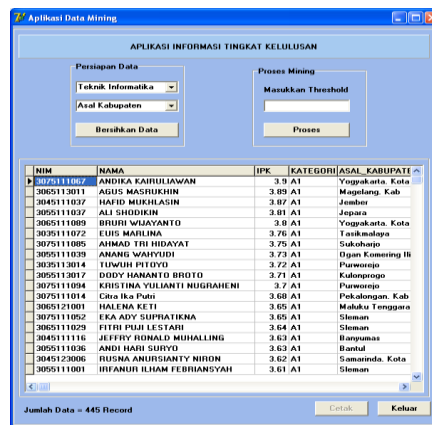 Aplikasi Data Mining
APLIKASI INFORMASI TINGKAT KELULUSAN
Persiapan Data
Teknik Informatika
Asal Kabupaten
Bersihkan Data
Proses Mining
Masukkan Threshold
Proses
NIM NAMA IPK KATEGORI ASAL_KABUPATE
3075111067 ANDIKA KAIRULIAWAN 3.9 A1 Yogyakarta. Kota
3065113011 AGUS MASRUKHIN 3.89 A1 Magelang. Kab
3045111037 HAFID MUKHLASIN 3.87 A1 Jember
3055111037 ALI SHODIKIN 3.81 A1 Jepara
3065111089 BRURI WIJAYANTO 3.8 A1 Yogyakarta. Kota
3035111072 EUIS MARLINA 3.76 A1 Tasikmalaya
3075111085 AHMAD TRI HIDAYAT 3.75 A1 Sukoharjo
3055111039 ANANG WAHYUDI 3.73 A1 Ogan Komering Ili
3035113014 TUWUH PITOYO 3.72 A1 Purworejo
3055113017 DODY HANANTO BROTO 3.71 A1 Kulonprogo
3075111094 KRISTINA YULIANTI NUGRAHENI 3.7 A1 Purworejo
3075111014 Citra Ika Putri 3.68 A1 Pekalongan. Kab
3065121001 HALENA KETI 3.65 A1 Maluku Tenggara
3075111052 EKA ADY SUPRATIKNA 3.65 A1 Sleman
3065111029 FITRI PUJI LESTARI 3.64 A1 Sleman
3045111116 JEFFRY RONALD MUHALLING 3.63 A1 Banyumas
3055111036 ANDI HARI SURYO 3.63 A1 Bantul
3045123006 RUSNA ANURSIANTY NIRON 3.62 A1 Samarinda. Kota
3055111001 IRFANUR ILHAM FEBRIANSYAH 3.61 A1 Sleman
Jumlah Data = 445 Record
Cetak
Keluar